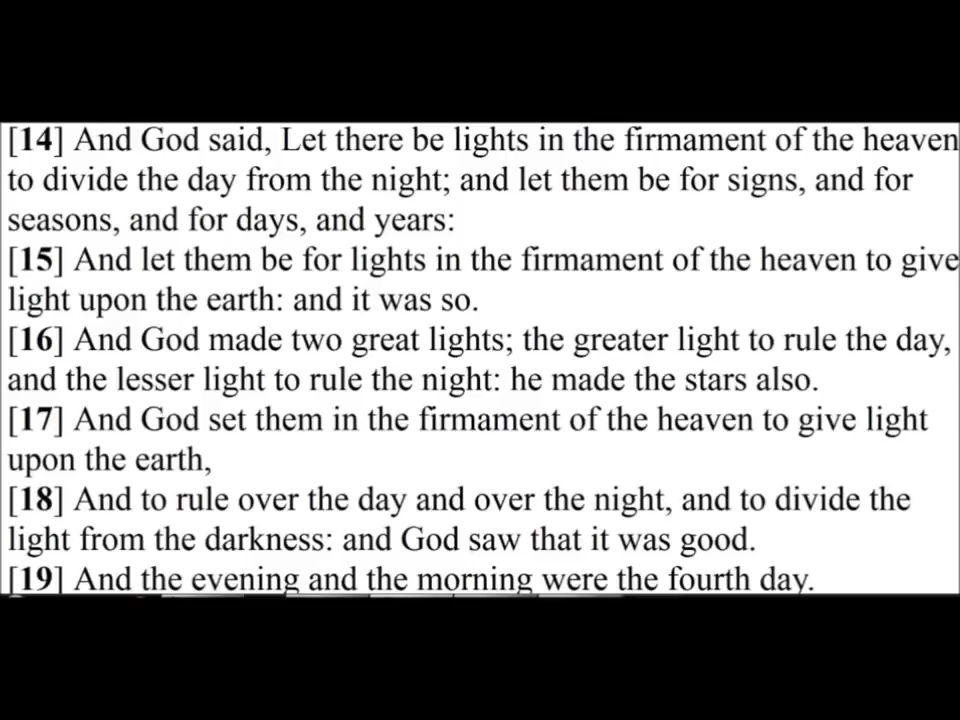 [14] And God said, Let there be lights in the firmament of the heaven
to divide the day from the night; and let them be for signs, and for
seasons, and for days, and years:
[15] And let them be for lights in the firmament of the heaven to give
light upon the earth: and it was so.
[16] And God made two great lights; the greater light to rule the day,
and the lesser light to rule the night: he made the stars also.
[17] And God set them in the firmament of the heaven to give light
upon the earth,
[18] And to rule over the day and over the night, and to divide the
light from the darkness: and God saw that it was good.
[19] And the evening and the morning were the fourth day.